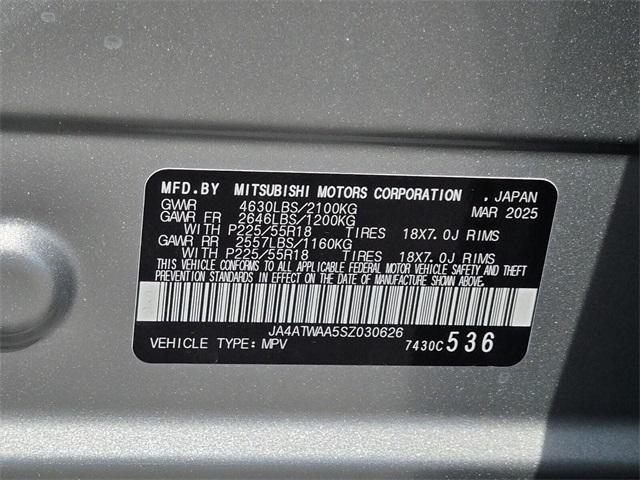 MFD.BY MITSUBISHI MOTORS CORPORATION , JAPAN
GWWR 4630LBS/2100KG MAR 2025
GAWR FR 2646LBS/1200KG
WITH P225/55R18 TIRES 18X7.0J RIMS
GAWR RR 2557LBS/1160KG
WITH P225/55R18 TIRES 18X7.0J RIMS
THIS VEHICLE CONFORMS TO ALL APPLICABLE FEDERAL MOTOR VEHICLE SAFETY AND THEFT
PREVENTION STANDARDS IN EFFECT ON THE DATE OF MANUFACTURE SHOWN ABOVE.
JA4ATWAA5SZ030626
VEHICLE TYPE: MPV 7430C 536